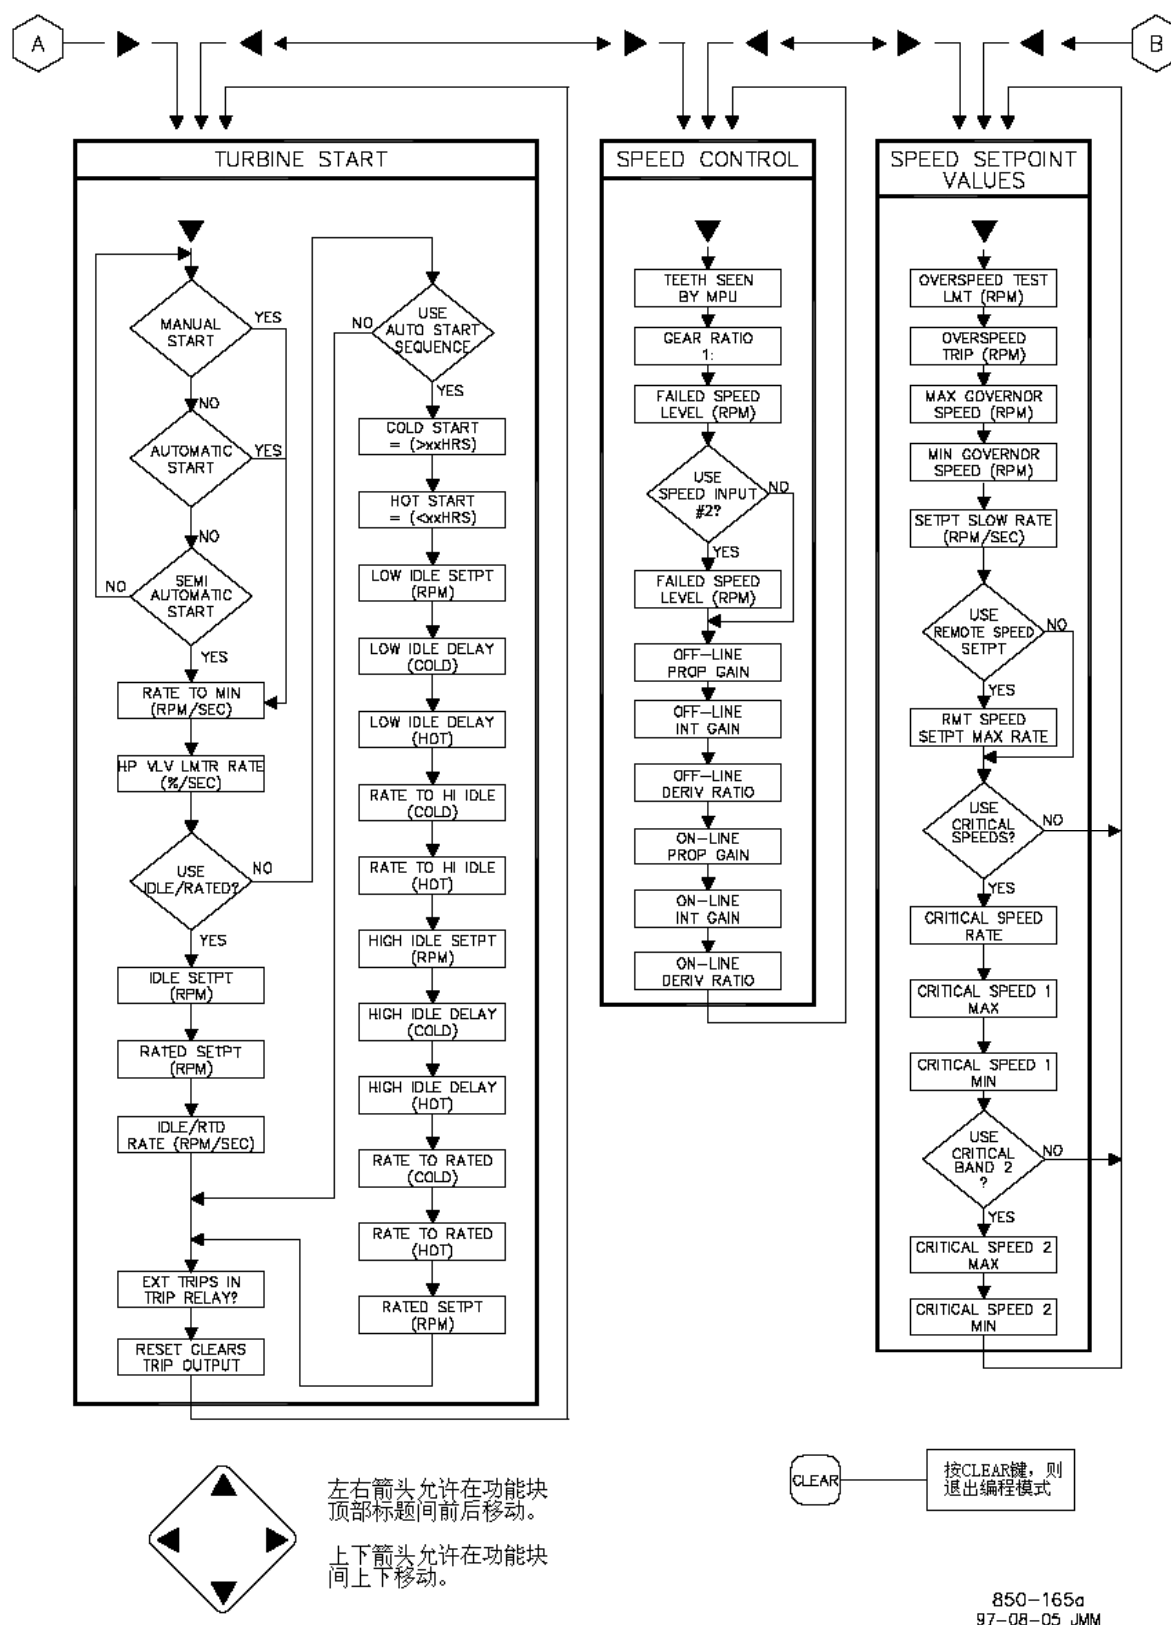 A
B
TURBINE START
MANUAL
START
YES
NO
AUTOMATIC
START
YES
NO
SEMI
AUTOMATIC
START
NO
YES
RATE TO MIN
(RPM/SEC)
HP VLV LMTR RATE
(%/SEC)
USE
IDLE/RATED?
NO
YES
IDLE SETPT
(RPM)
RATED SETPT
(RPM)
IDLE/RTD
RATE (RPM/SEC)
EXT TRIPS IN
TRIP RELAY?
RESET CLEARS
TRIP OUTPUT
USE
AUTO START
SEQUENCE
NO
YES
COLD START
= (>xxHRS)
HOT START
= (<xxHRS)
LOW IDLE SETPT
(RPM)
LOW IDLE DELAY
(COLD)
LOW IDLE DELAY
(HOT)
RATE TO HI IDLE
(COLD)
RATE TO HI IDLE
(HOT)
HIGH IDLE SETPT
(RPM)
HIGH IDLE DELAY
(COLD)
HIGH IDLE DELAY
(HOT)
RATE TO RATED
(COLD)
RATE TO RATED
(HOT)
RATED SETPT
(RPM)
SPEED CONTROL
TEETH SEEN
BY MPU
GEAR RATIO
1:
FAILED SPEED
LEVEL (RPM)
USE
SPEED INPUT
#2?
NO
YES
FAILED SPEED
LEVEL (RPM)
OFF-LINE
PROP GAIN
OFF-LINE
INT GAIN
OFF-LINE
DERIV RATIO
ON-LINE
PROP GAIN
ON-LINE
INT GAIN
ON-LINE
DERIV RATIO
SPEED SETPOINT
VALUES
OVERSPEED TEST
LMT (RPM)
OVERSPEED
TRIP (RPM)
MAX GOVERNOR
SPEED (RPM)
MIN GOVERNOR
SPEED (RPM)
SETPT SLOW RATE
(RPM/SEC)
USE
REMOTE SPEED
SETPT
NO
YES
RMT SPEED
SETPT MAX RATE
USE
CRITICAL
SPEEDS?
NO
YES
CRITICAL SPEED
RATE
CRITICAL SPEED 1
MAX
CRITICAL SPEED 1
MIN
USE
CRITICAL
BAND 2
?
NO
YES
CRITICAL SPEED 2
MAX
CRITICAL SPEED 2
MIN
左右箭头允许在功能块
顶部标题间前后移动。
上下箭头允许在功能块
间上下移动。
CLEAR
按CLEAR键，则
退出编程模式
850-165a
97-08-05 JMM